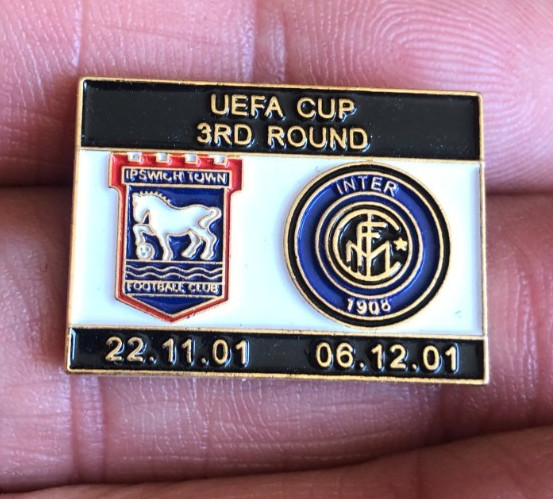 UEFA CUP
3RD ROUND
IPSWICH TOWN
FOOTBALL CLUB
INTER
1908
22.11.01
06.12.01